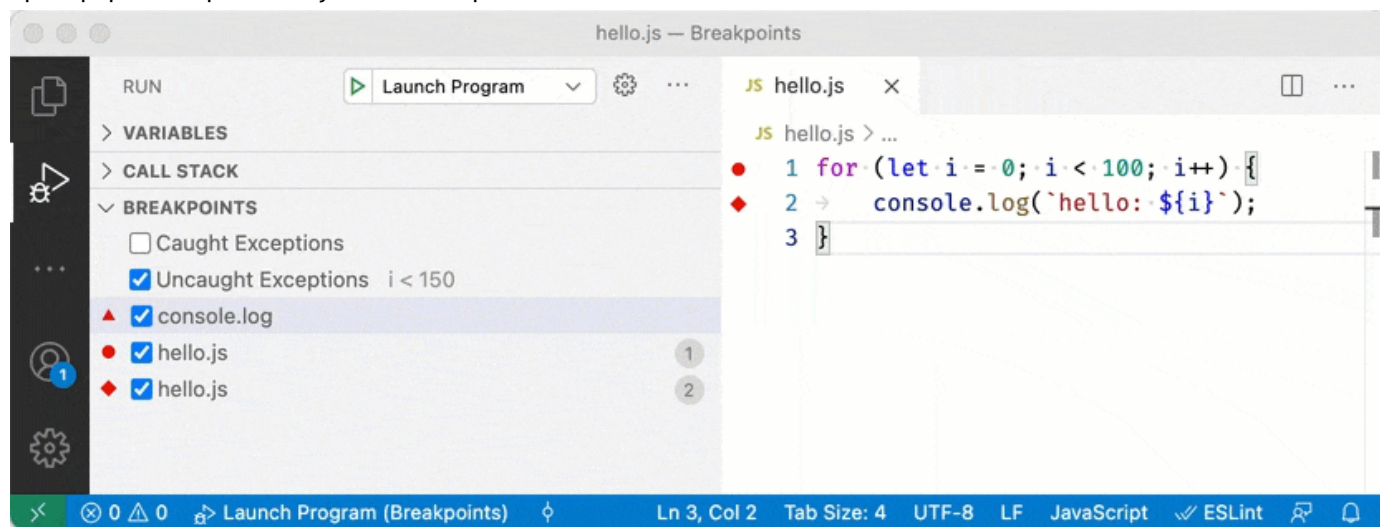 hello.js — Breakpoints
RUN
Launch Program
VARIABLES
CALL STACK
BREAKPOINTS
Caught Exceptions
Uncaught Exceptions i < 150
console.log
hello.js 1
hello.js 2
1
JS hello.js
JS hello.js > ...
1 for (let i = 0; i < 100; i++) {
2 console.log(`hello: ${i}`);
3 }
0 0 Launch Program (Breakpoints) Ln 3, Col 2 Tab Size: 4 UTF-8 LF JavaScript ESLint